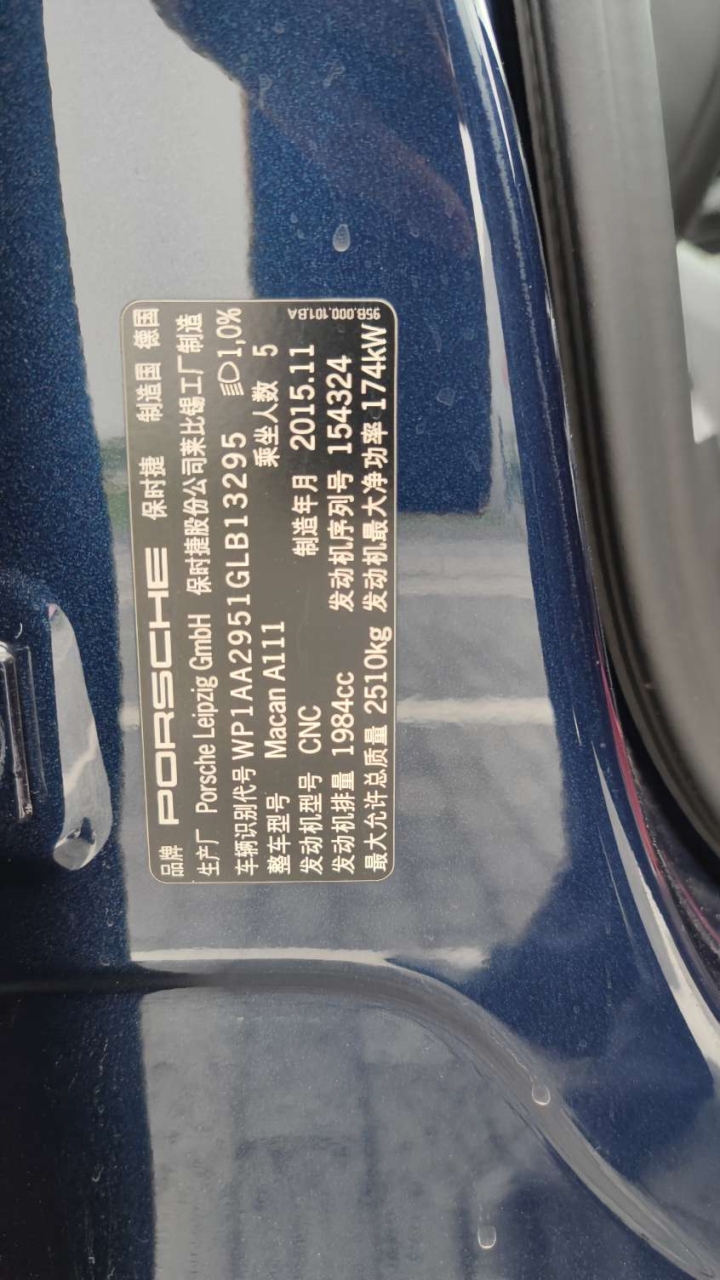 品牌 PORSCHE 保时捷 制造国 德国
生产厂 Porsche Leipzig GmbH 保时捷股份公司莱比锡工厂制造
车辆识别代号 WP1AA2951GLB13295 1,0%
整车型号 Macan A111 乘坐人数 5
发动机型号 CNC 制造年月 2015.11
发动机排量 1984cc 发动机序列号 154324
最大允许总质量 2510kg 发动机最大净功率 174kW
95B.000.101.BA